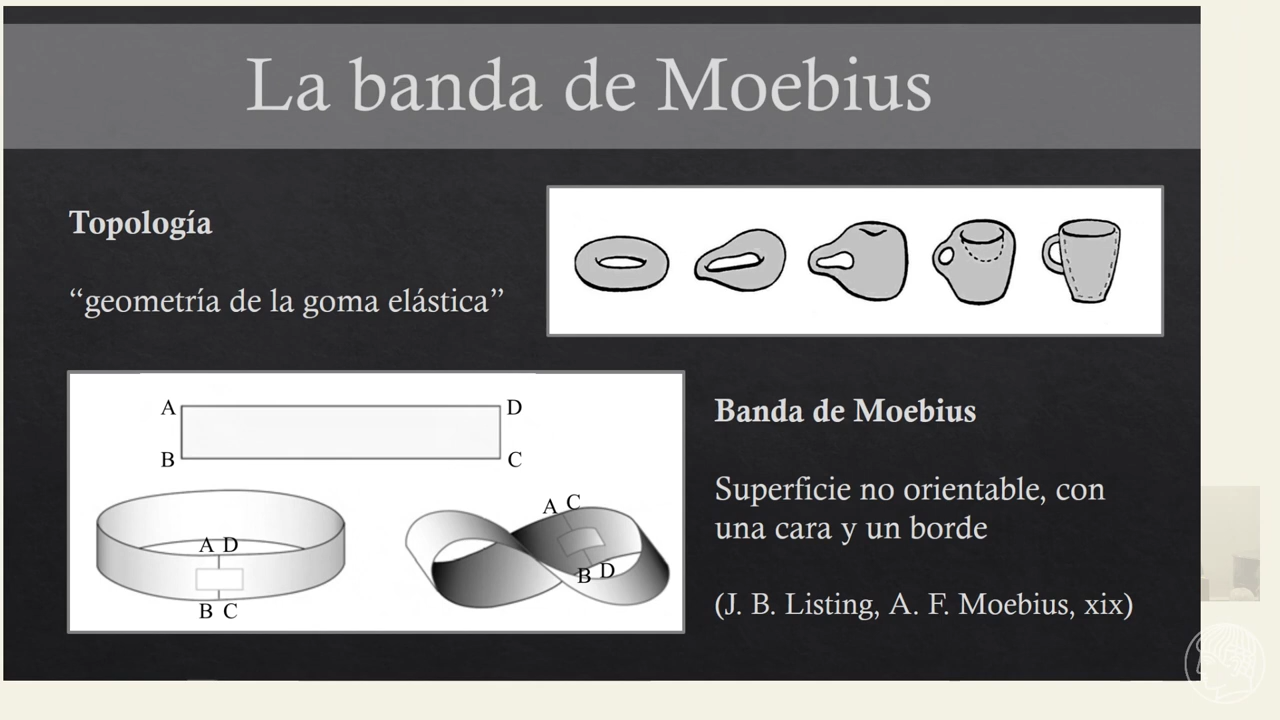 La banda de Moebius
Topología
“geometría de la goma elástica”
A D
B C
A D
B C
A C
B D
Banda de Moebius
Superficie no orientable, con
una cara y un borde
(J. B. Listing, A. F. Moebius, xix)